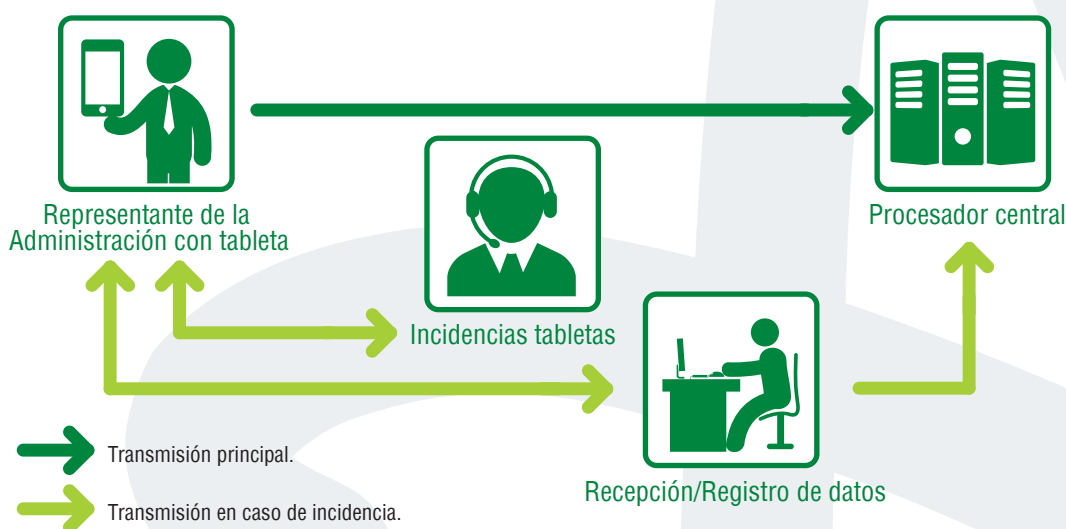 Representante de la
Administración con tableta
Procesador central
Incidencias tabletas
Recepción/Registro de datos
Transmisión principal.
Transmisión en caso de incidencia.